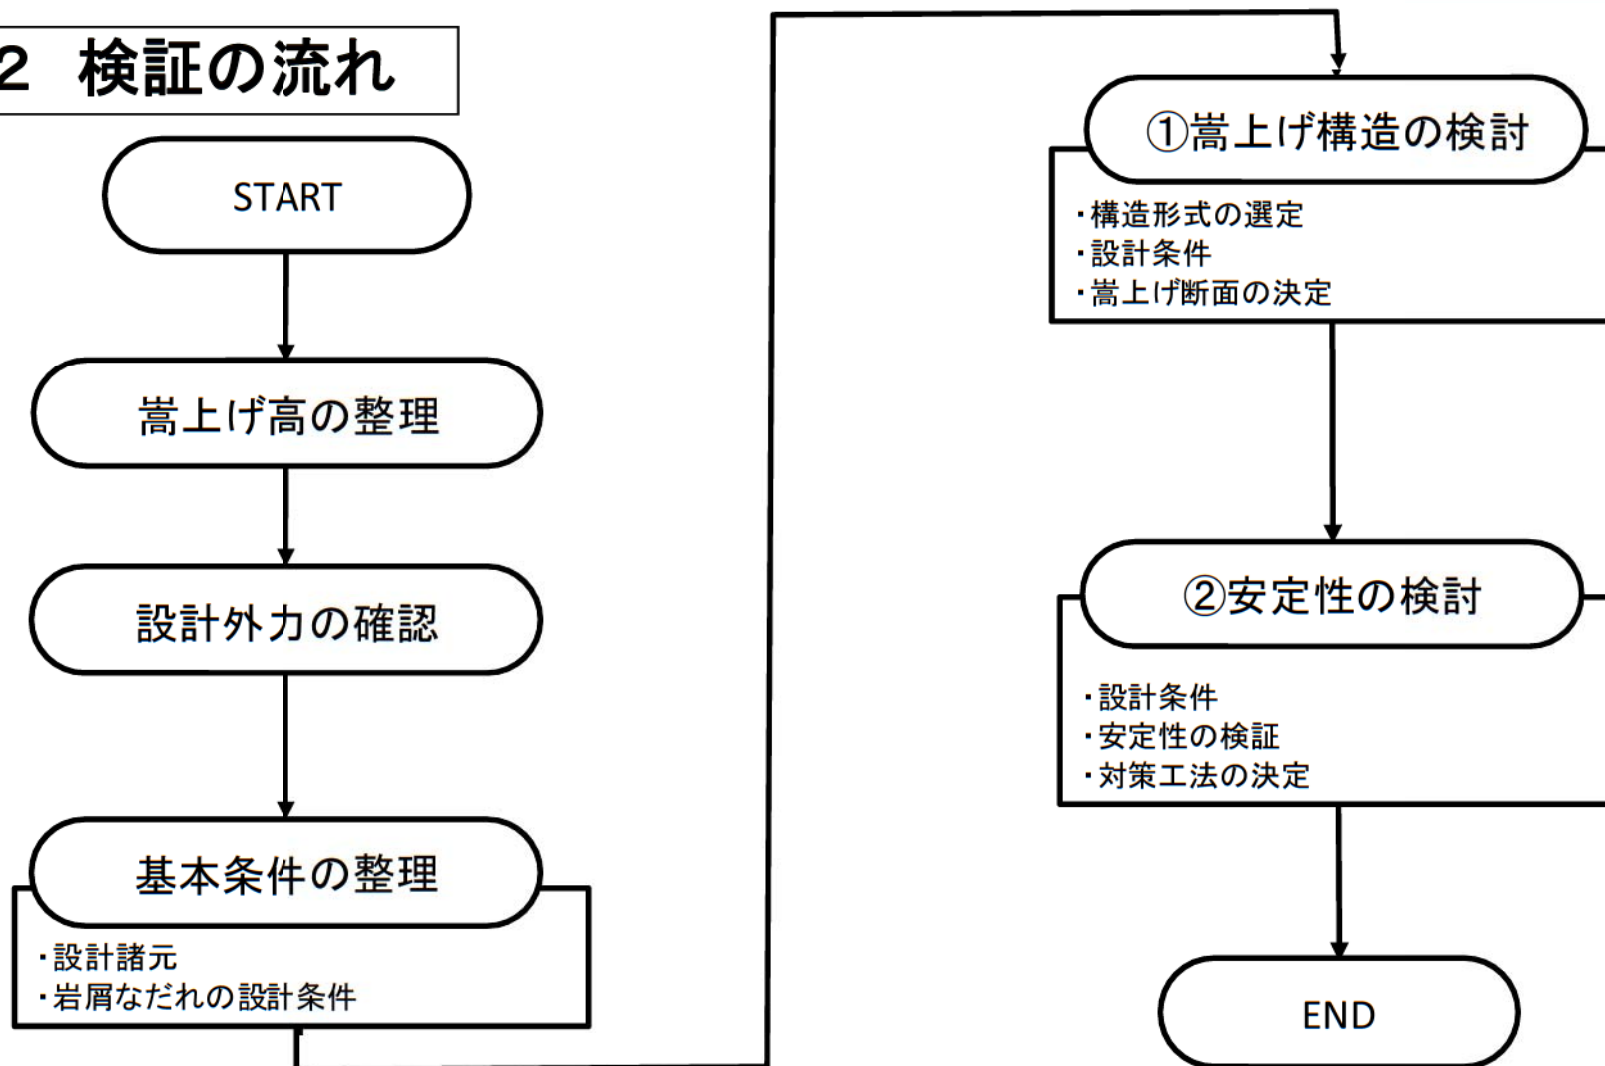 2 検証の流れ
START
嵩上げ高の整理
設計外力の確認
基本条件の整理
・設計諸元
・岩屑なだれの設計条件
①嵩上げ構造の検討
・構造形式の選定
・設計条件
・嵩上げ断面の決定
②安定性の検討
・設計条件
・安定性の検証
・対策工法の決定
END